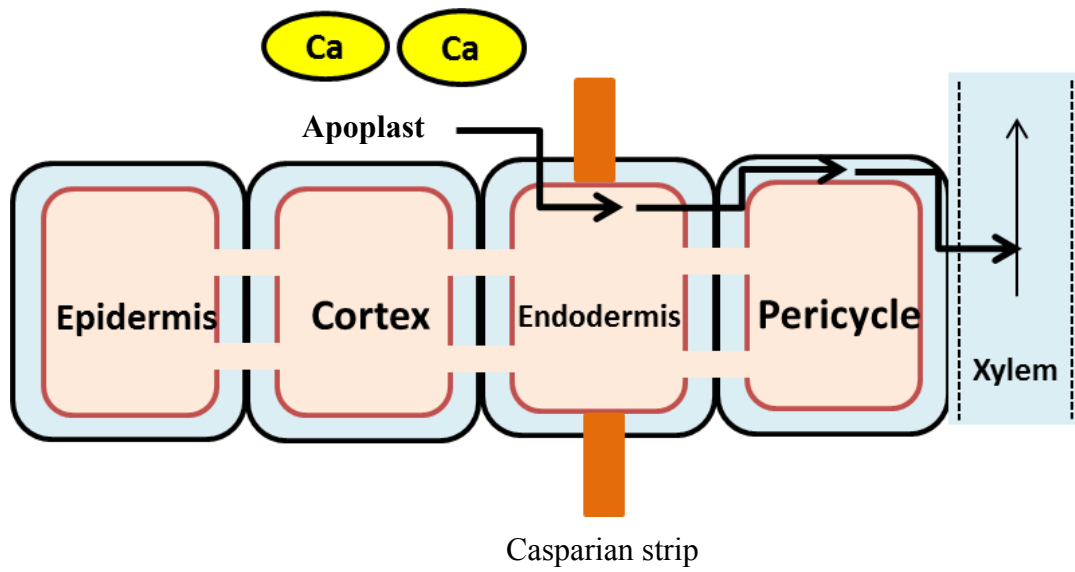 Ca Ca
Apoplast
Epidermis Cortex Endodermis Pericycle
Xylem
Casparian strip